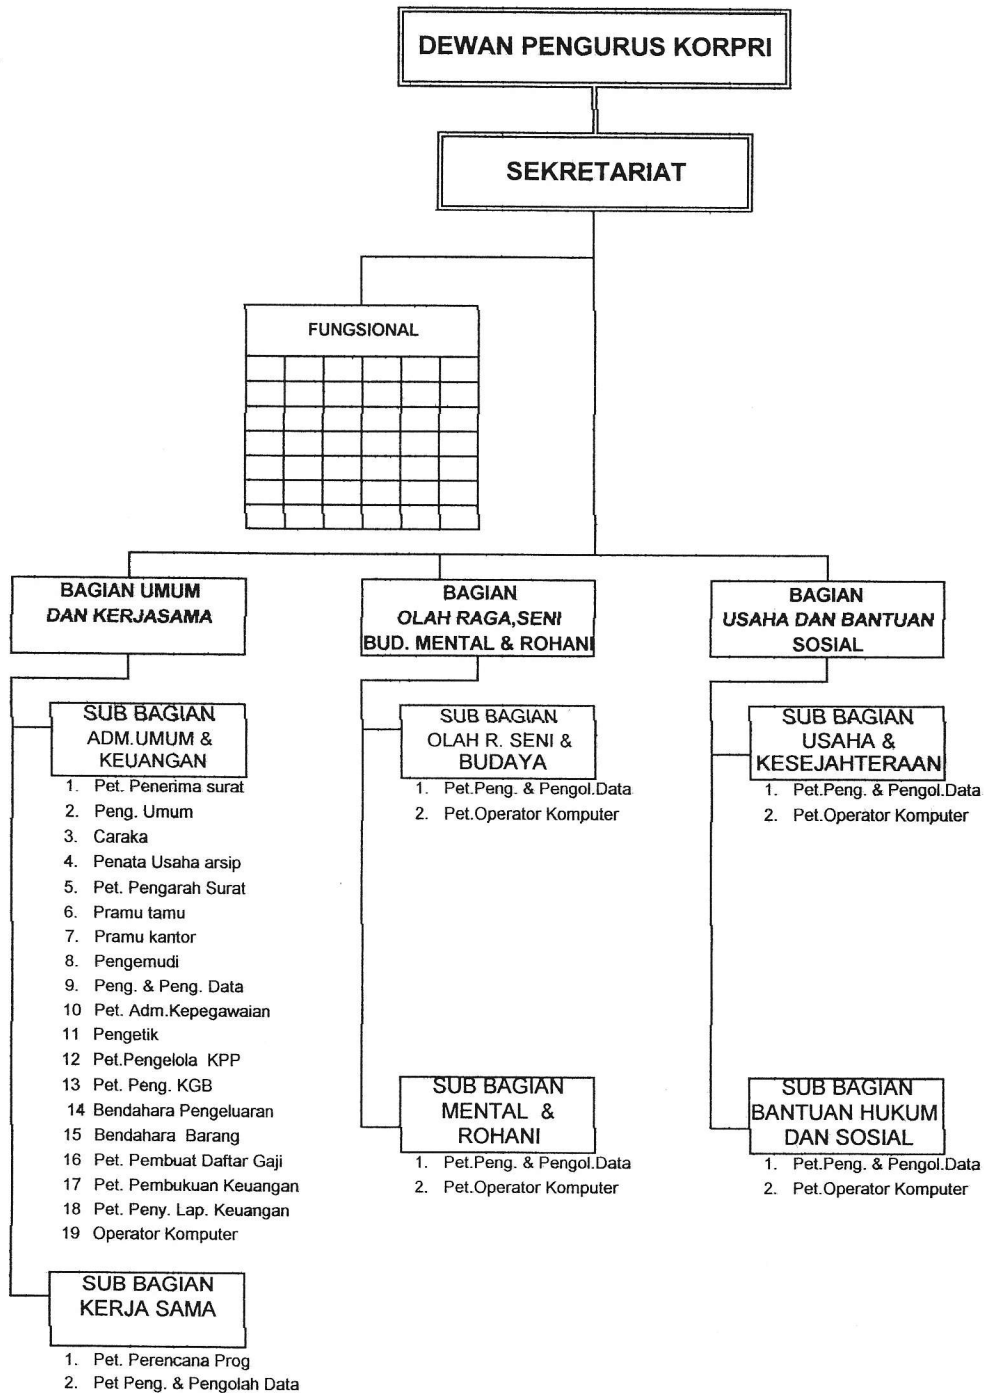 DEWAN PENGURUS KORPRI
SEKRETARIAT
FUNGSIONAL
BAGIAN UMUM
DAN KERJASAMA
SUB BAGIAN
ADM.UMUM &
KEUANGAN
1. Pet. Penerima surat
2. Peng. Umum
3. Caraka
4. Penata Usaha arsip
5. Pet. Pengarah Surat
6. Pramu tamu
7. Pramu kantor
8. Pengemudi
9. Peng. & Peng. Data
10 Pet. Adm.Kepegawaian
11 Pengetik
12 Pet.Pengelola KPP
13 Pet. Peng. KGB
14 Bendahara Pengeluaran
15 Bendahara Barang
16 Pet. Pembuat Daftar Gaji
17 Pet. Pembukuan Keuangan
18 Pet. Peny. Lap. Keuangan
19 Operator Komputer
SUB BAGIAN
KERJA SAMA
1. Pet. Perencana Prog
2. Pet Peng. & Pengolah Data
BAGIAN
OLAH RAGA,SENI
BUD. MENTAL & ROHANI
SUB BAGIAN
OLAH R. SENI &
BUDAYA
1. Pet.Peng. & Pengol.Data
2. Pet.Operator Komputer
SUB BAGIAN
MENTAL &
ROHANI
1. Pet.Peng. & Pengol.Data
2. Pet.Operator Komputer
BAGIAN
USAHA DAN BANTUAN
SOSIAL
SUB BAGIAN
USAHA &
KESEJAHTERAAN
1. Pet.Peng. & Pengol.Data
2. Pet.Operator Komputer
SUB BAGIAN
BANTUAN HUKUM
DAN SOSIAL
1. Pet.Peng. & Pengol.Data
2. Pet.Operator Komputer